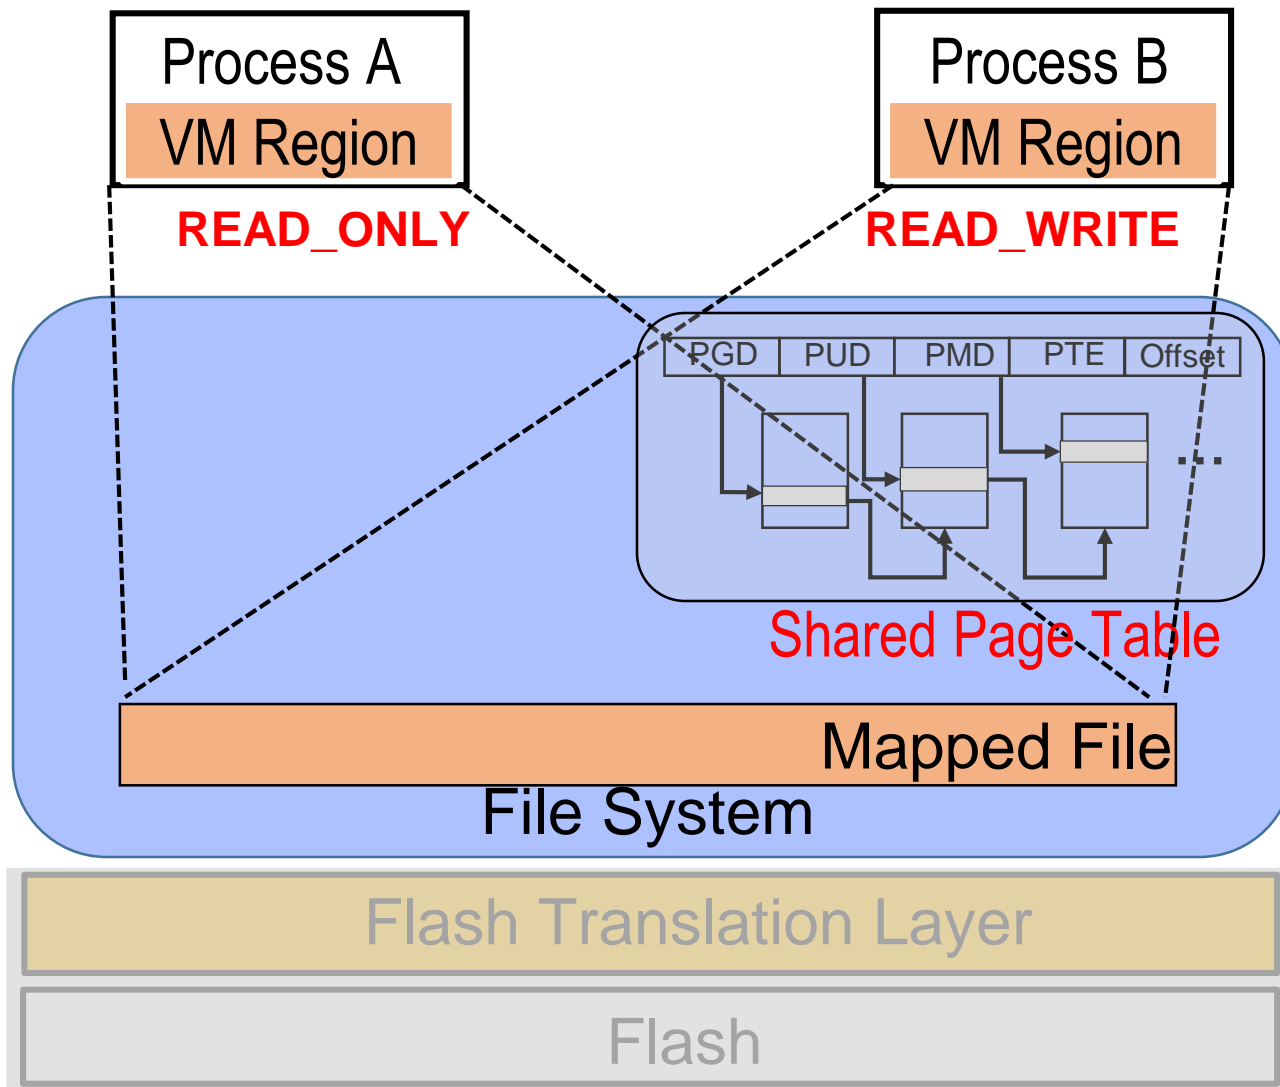 Process A
VM Region
READ_ONLY
Process B
VM Region
READ_WRITE
PGD PUD PMD PTE Offset
...
Shared Page Table
Mapped File
File System
Flash Translation Layer
Flash